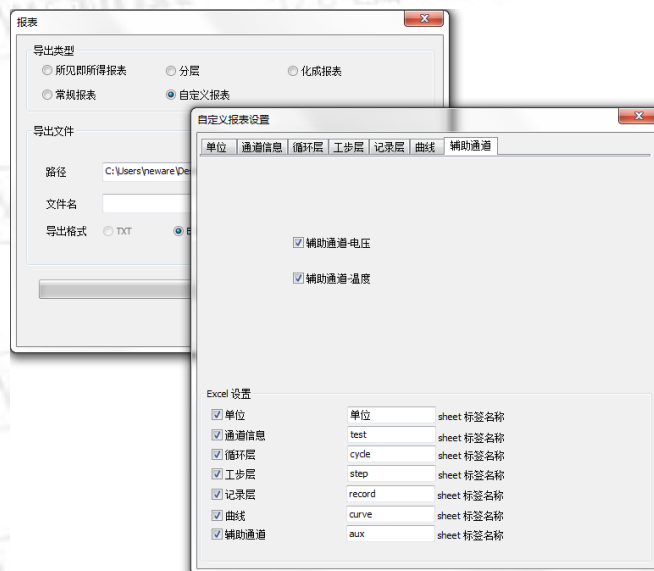 报表
导出类型
所见即所得报表
分层
化成报表
常规报表
自定义报表
导出文件
路径
C:\Users\neware\De
文件名
导出格式
TXT
自定义报表设置
单位
通道信息
循环层
工步层
记录层
曲线
辅助通道
辅助通道-电压
辅助通道-温度
Excel 设置
单位 单位 sheet 标签名称
通道信息 test sheet 标签名称
循环层 cycle sheet 标签名称
工步层 step sheet 标签名称
记录层 record sheet 标签名称
曲线 curve sheet 标签名称
辅助通道 aux sheet 标签名称